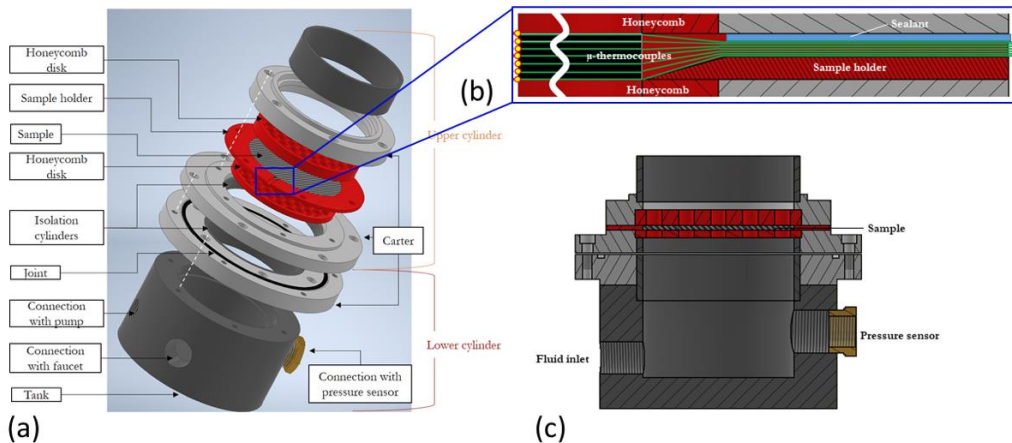 Honeycomb
disk
Sample holder
Sample
Honeycomb
disk
Isolation
cylinders
Joint
Connection
with pump
Connection
with faucet
Tank
Upper cylinder
Carter
Lower cylinder
Connection with
pressure sensor
(a)
(b)
Honeycomb
Sealant
μ-thermocouples
Sample holder
Honeycomb
Sample
Pressure sensor
Fluid inlet
(c)